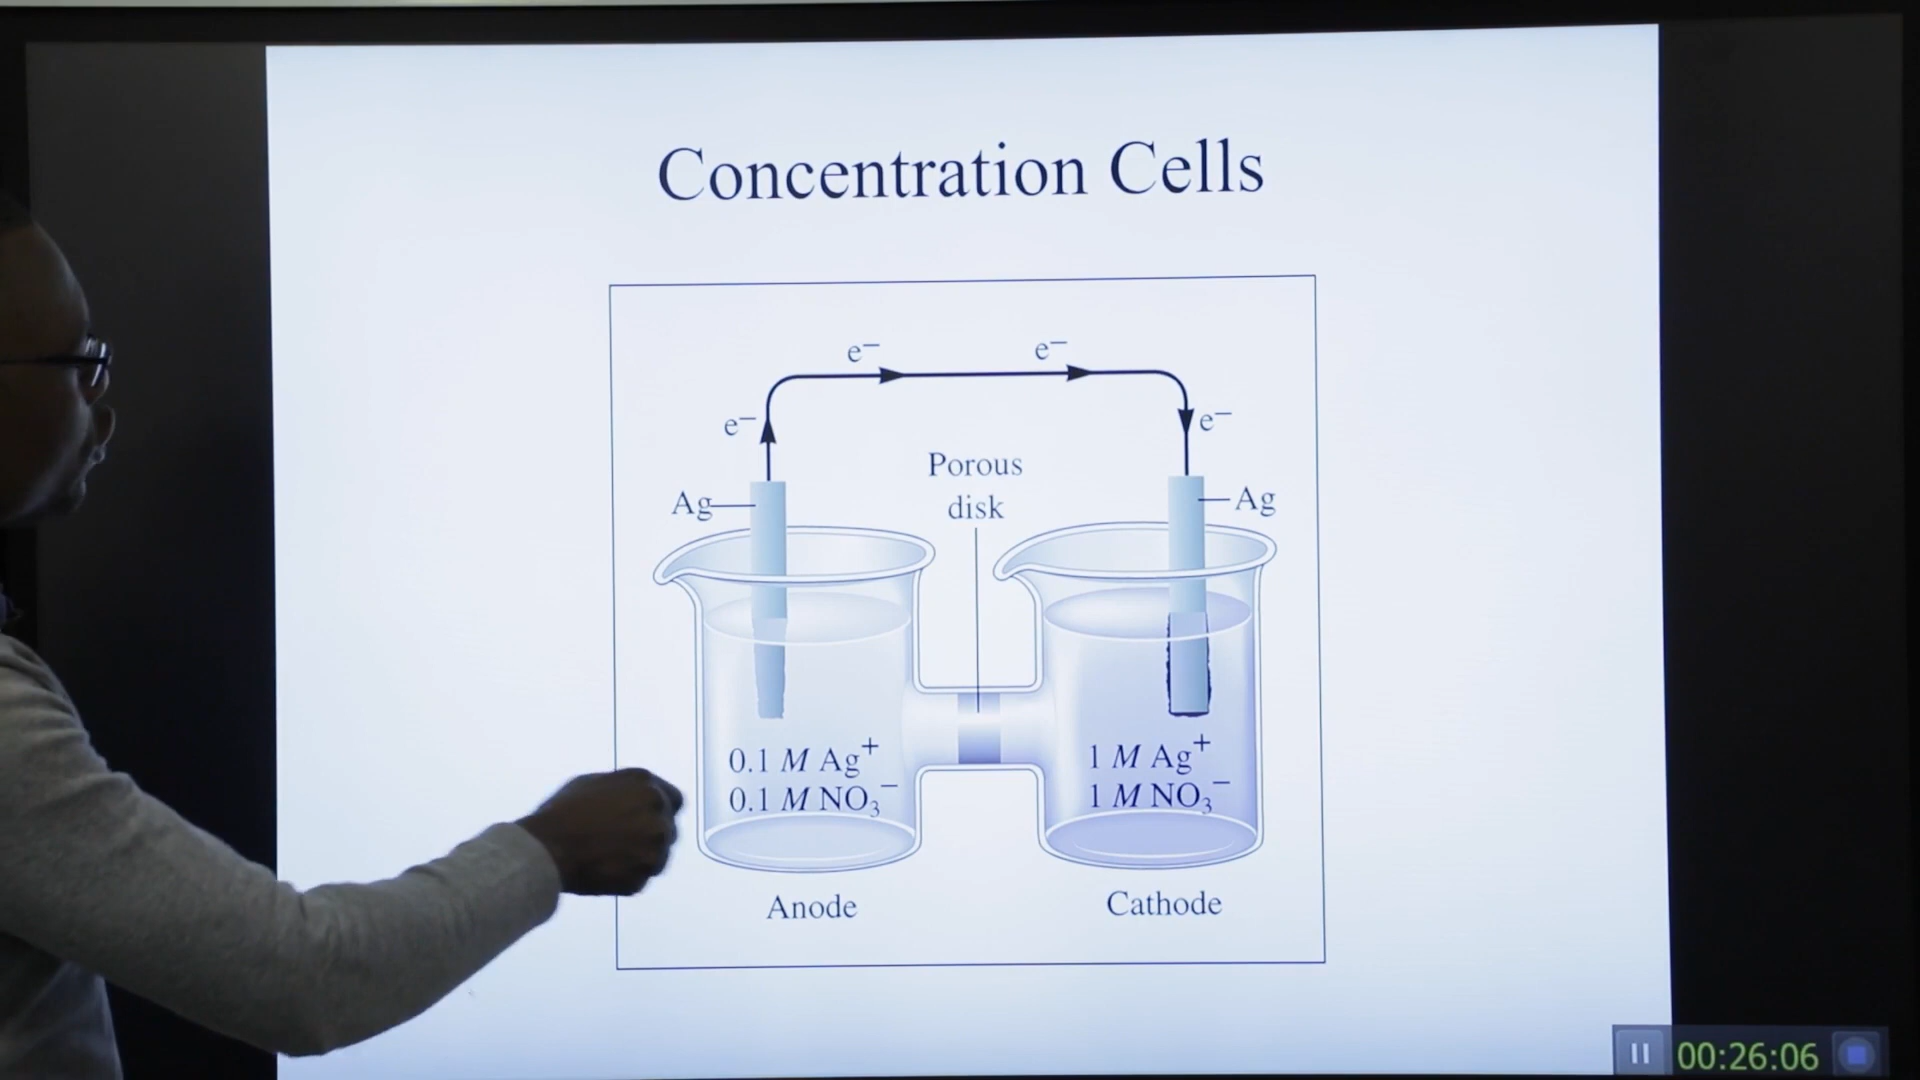 Concentration Cells
e⁻ e⁻
e⁻ e⁻
Porous
disk
Ag Ag
0.1 M Ag⁺
0.1 M NO₃⁻
1 M Ag⁺
1 M NO₃⁻
Anode
Cathode
00:26:06